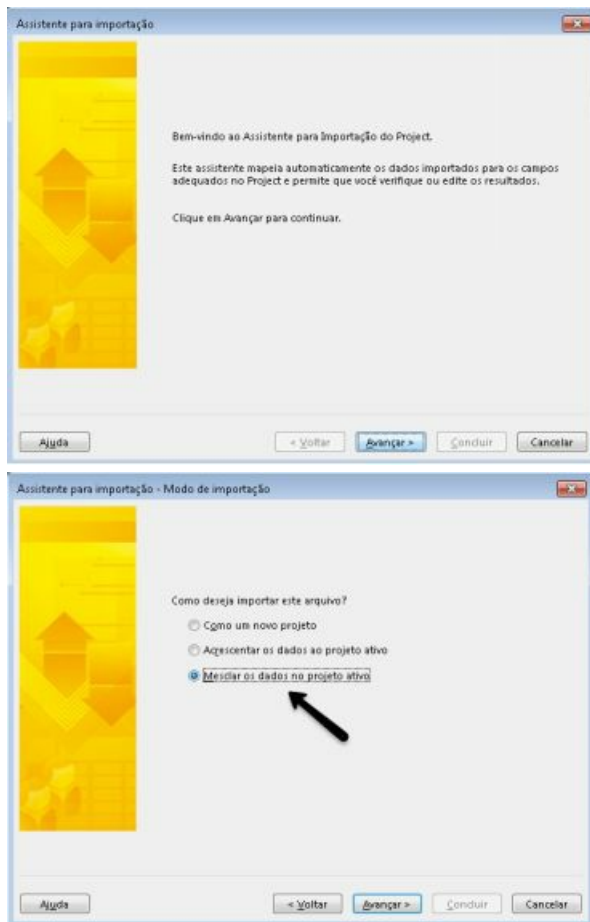 Assistente para importação
Bem-vindo ao Assistente para Importação do Project.
Este assistente mapeia automaticamente os dados importados para os campos
adequados no Project e permite que você verifique ou edite os resultados.
Clique em Avançar para continuar.
Ajuda
< Voltar
Avançar >
Concluir
Cancelar
Assistente para importação - Modo de importação
Como deseja importar este arquivo?
Como um novo projeto
Acrescentar os dados ao projeto ativo
Mesclar os dados no projeto ativo
Ajuda
< Voltar
Avançar >
Concluir
Cancelar